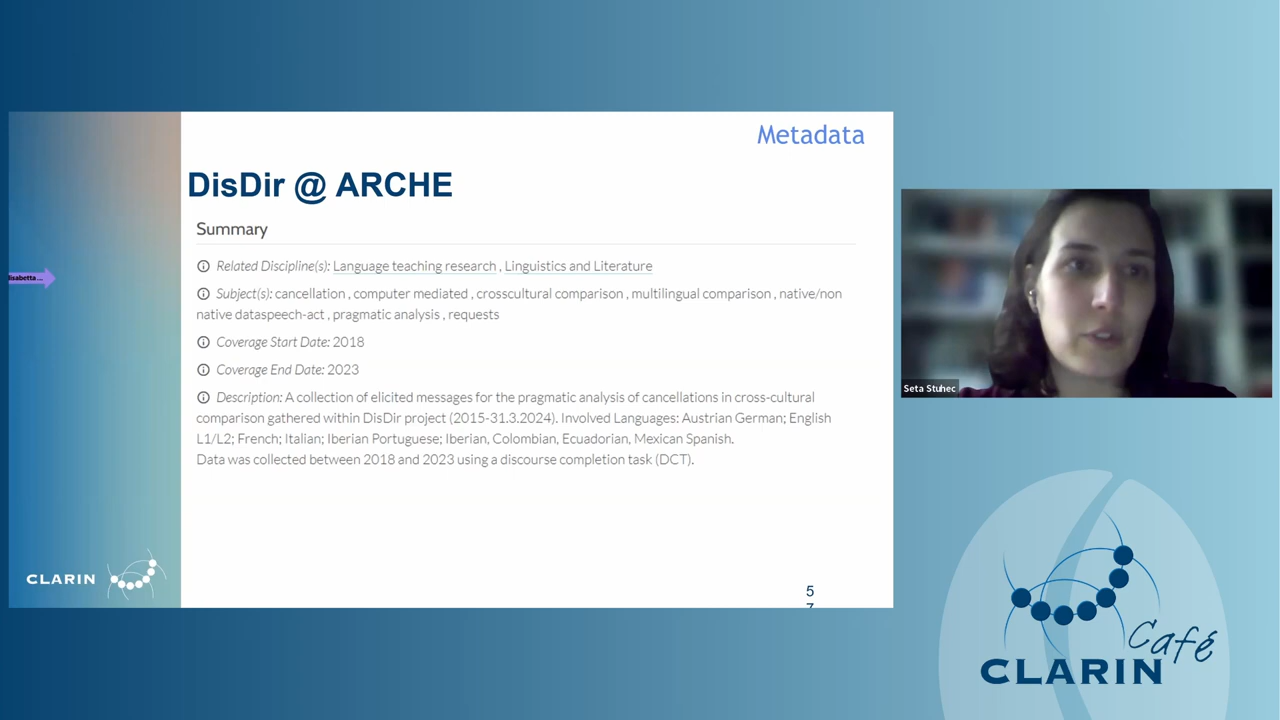 Metadata
DisDir @ ARCHE
Summary
Related Discipline(s): Language teaching research , Linguistics and Literature
Subject(s): cancellation , computer mediated , crosscultural comparison , multilingual comparison , native/non
native dataspeech-act , pragmatic analysis , requests
Coverage Start Date: 2018
Coverage End Date: 2023
Description: A collection of elicited messages for the pragmatic analysis of cancellations in cross-cultural
comparison gathered within DisDir project (2015-31.3.2024). Involved Languages: Austrian German; English
L1/L2; French; Italian; Iberian Portuguese; Iberian, Colombian, Ecuadorian, Mexican Spanish.
Data was collected between 2018 and 2023 using a discourse completion task (DCT).
CLARIN
5
7
Seta Stuhec
Café
CLARIN